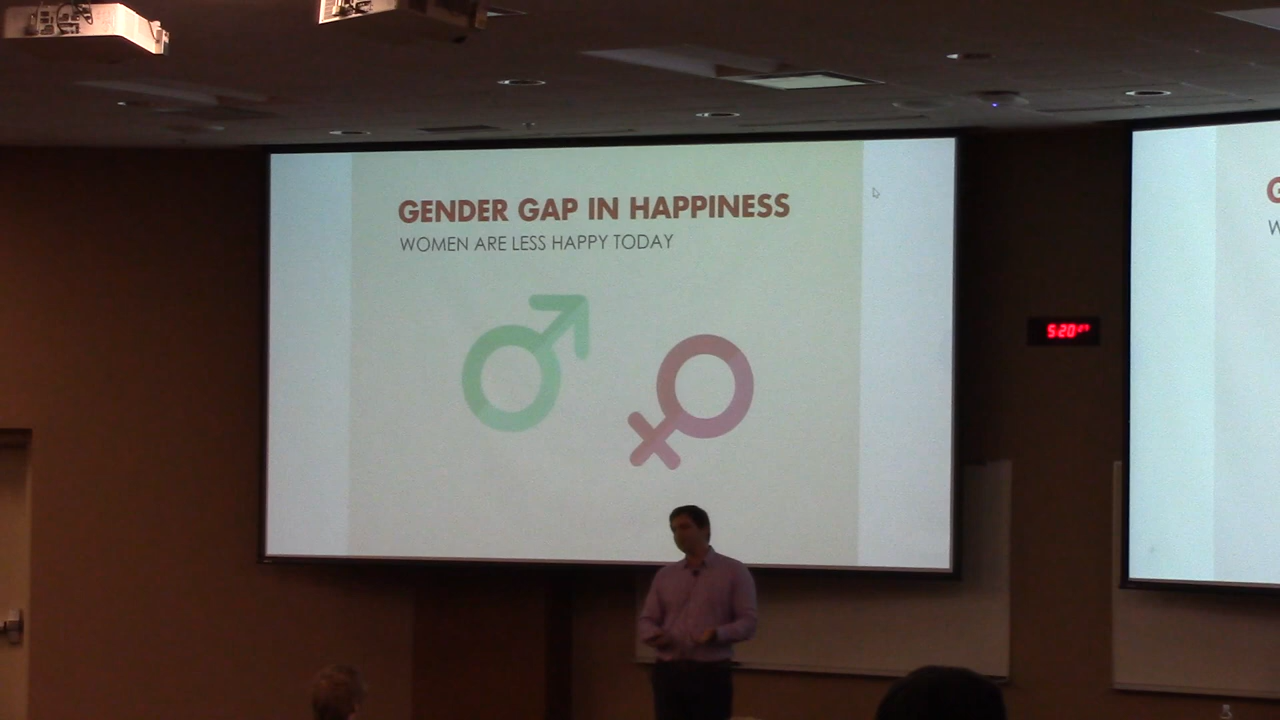 GENDER GAP IN HAPPINESS
WOMEN ARE LESS HAPPY TODAY
5:20
G
W